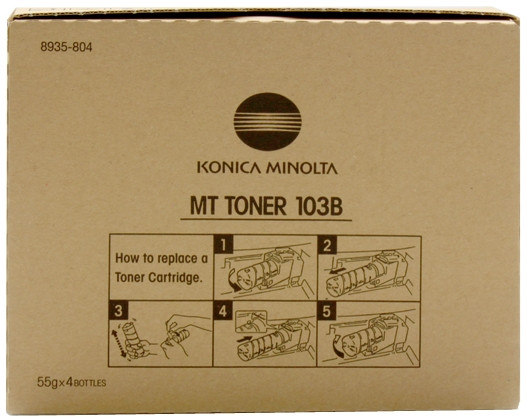 8935-804
KONICA MINOLTA
MT TONER 103B
How to replace a
Toner Cartridge.
1
2
3
4
5
55g×4BOTTLES